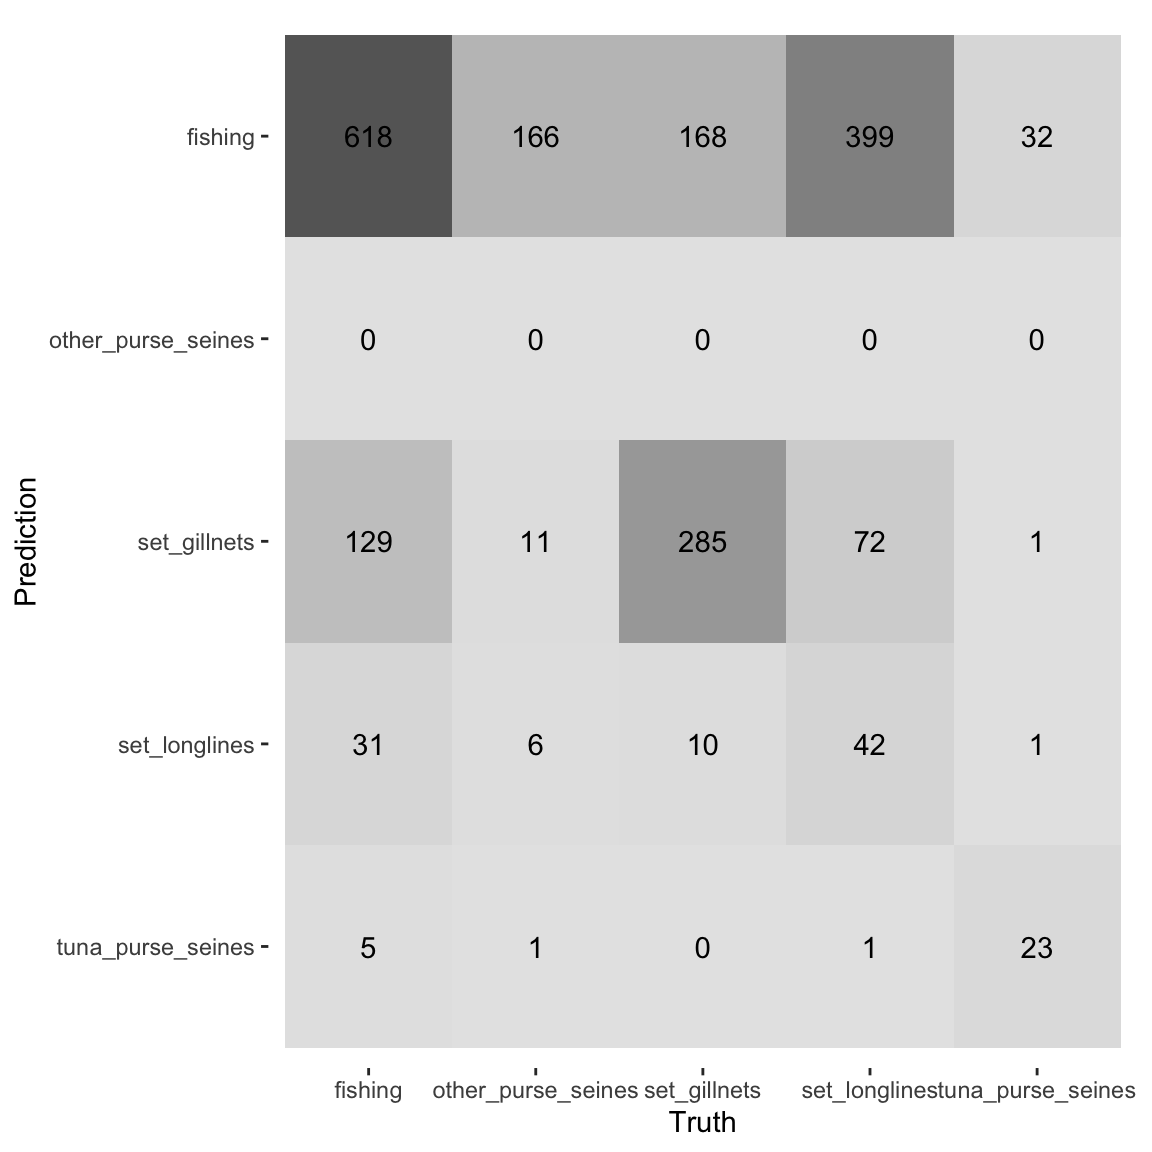 fishing 618 166 168 399 32
other_purse_seines 0 0 0 0 0
Prediction
set_gillnets 129 11 285 72 1
set_longlines 31 6 10 42 1
tuna_purse_seines 5 1 0 1 23
fishing other_purse_seines set_gillnets set_longlines tuna_purse_seines
Truth